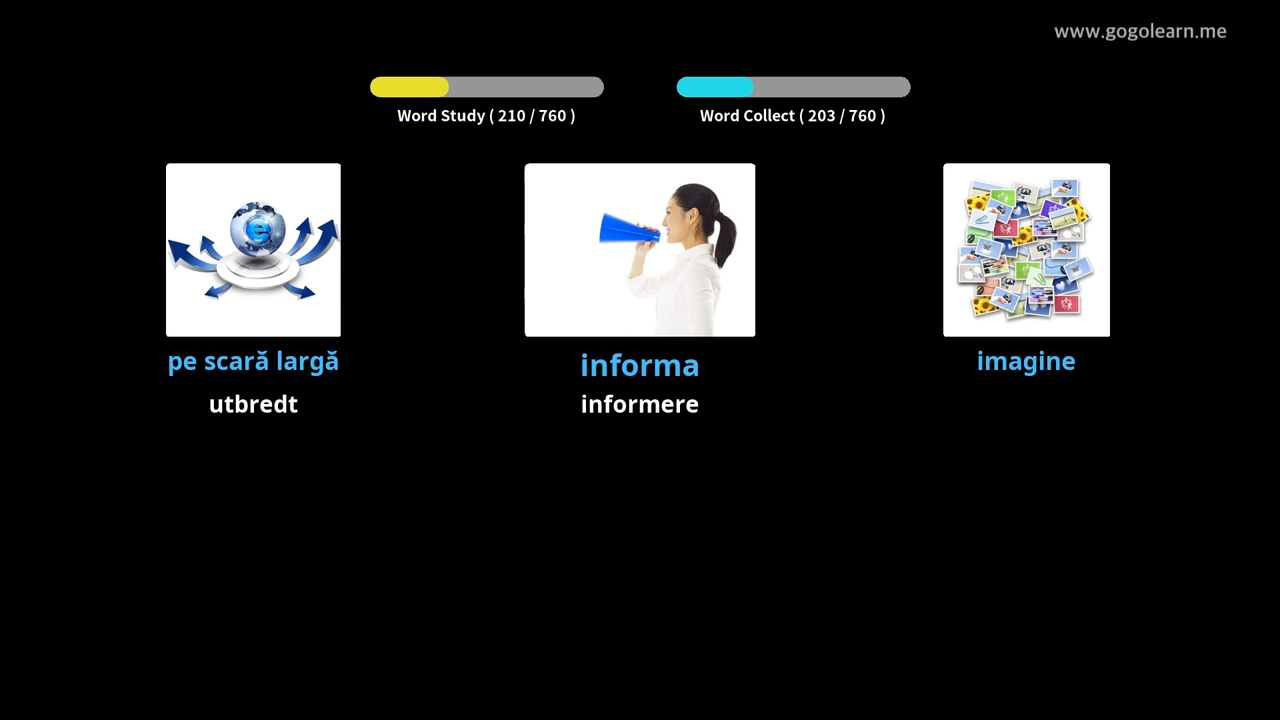 www.gogolearn.me
Word Study ( 210 / 760 )
Word Collect ( 203 / 760 )
pe scară largă
utbredt
informa
informere
imagine